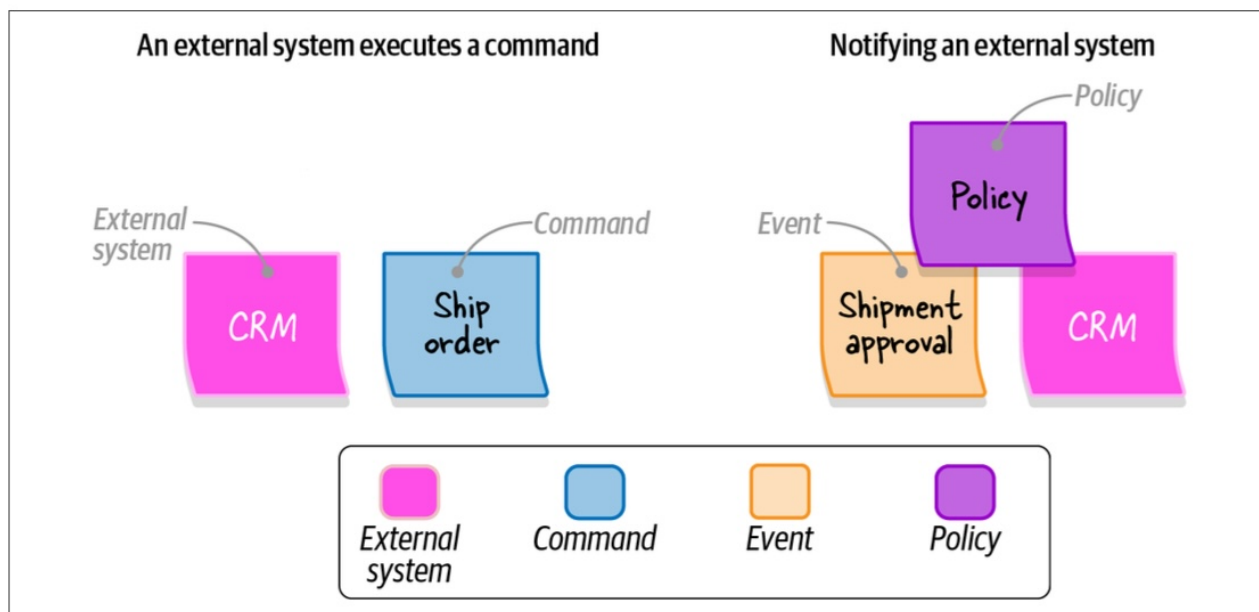 An external system executes a command
Notifying an external system
Policy
Policy
External
system
Command
Event
CRM
Ship
order
Shipment
approval
CRM
External
system
Command
Event
Policy